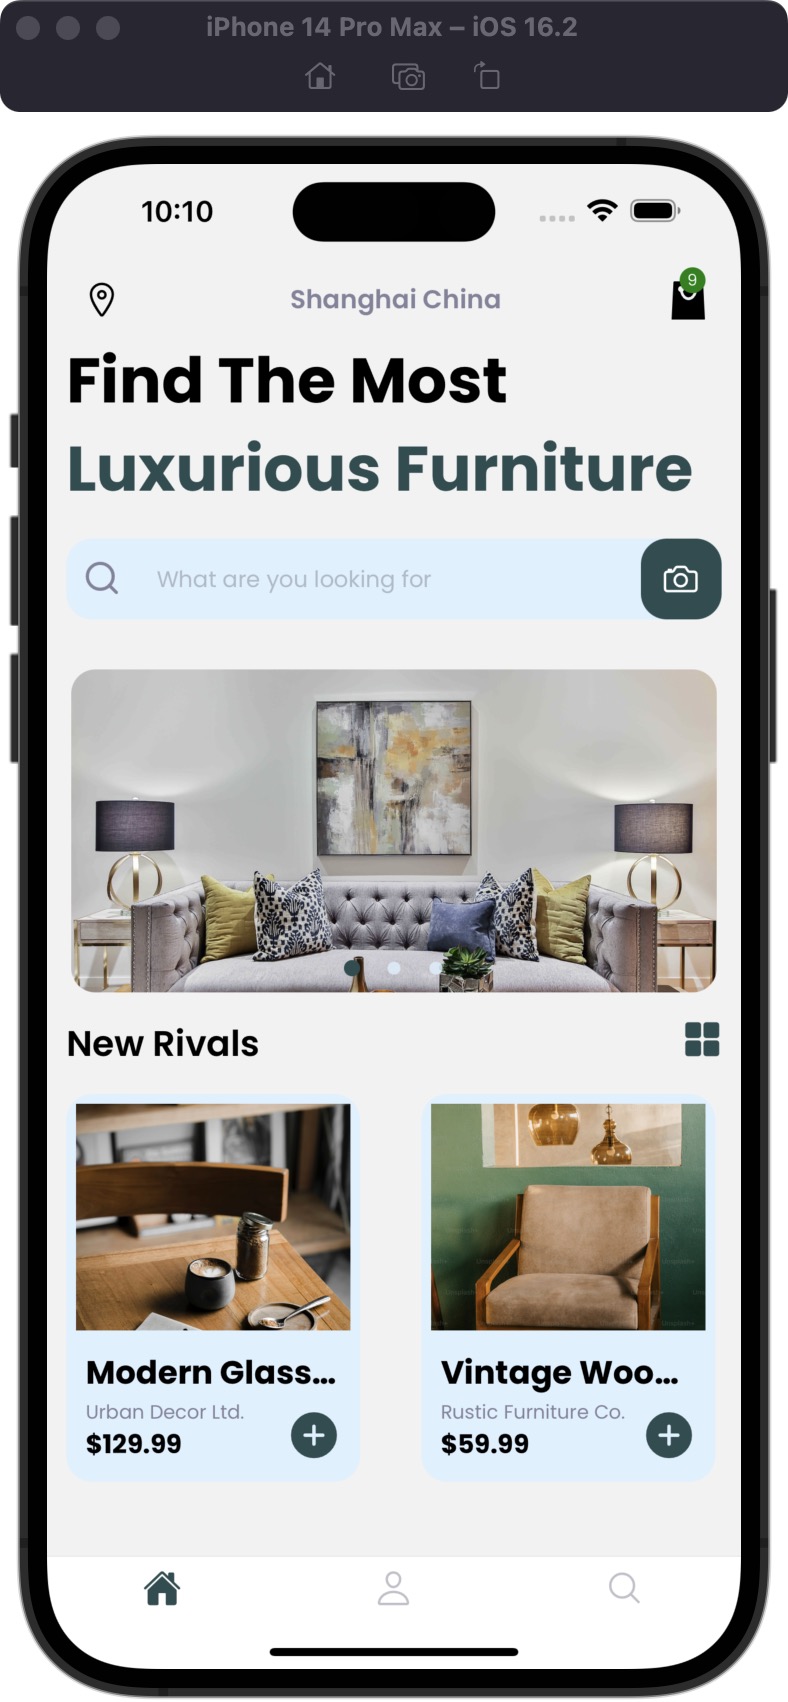 iPhone 14 Pro Max – iOS 16.2
10:10
Shanghai China
9
Find The Most
Luxurious Furniture
What are you looking for
New Rivals
Modern Glass...
Vintage Woo...
Urban Decor Ltd.
Rustic Furniture Co.
$129.99
$59.99